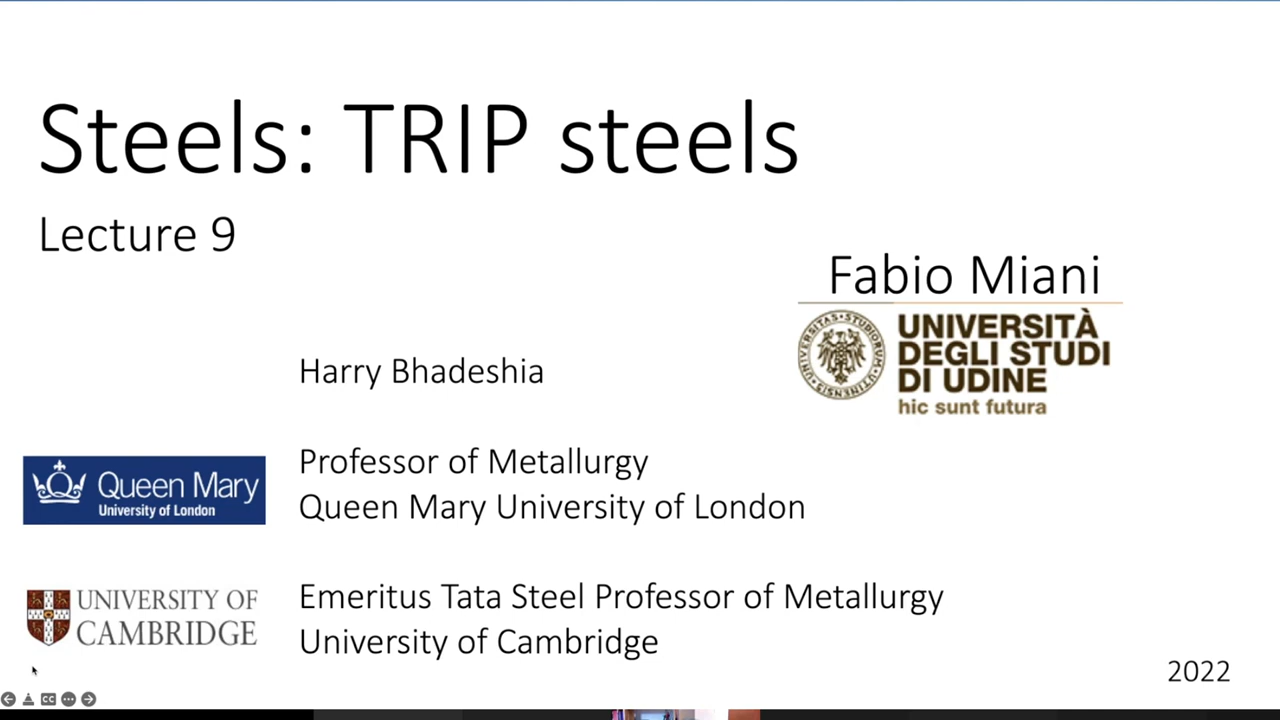 Steels: TRIP steels
Lecture 9
Fabio Miani
UNIVERSITÀ
DEGLI STUDI
DI UDINE
hic sunt futura
Harry Bhadeshia
Professor of Metallurgy
Queen Mary University of London
Queen Mary
University of London
Emeritus Tata Steel Professor of Metallurgy
University of Cambridge
UNIVERSITY OF
CAMBRIDGE
2022
CC